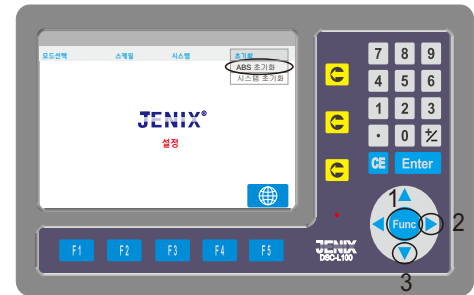 모드선택 스케일 시스템 초기화
ABS 초기화
시스템 초기화
JENIX®
설정
7 8 9
4 5 6
1 2 3
· 0 +/-
CE Enter
1
Func 2
3
F1 F2 F3 F4 F5
JENIX
DSC-L100